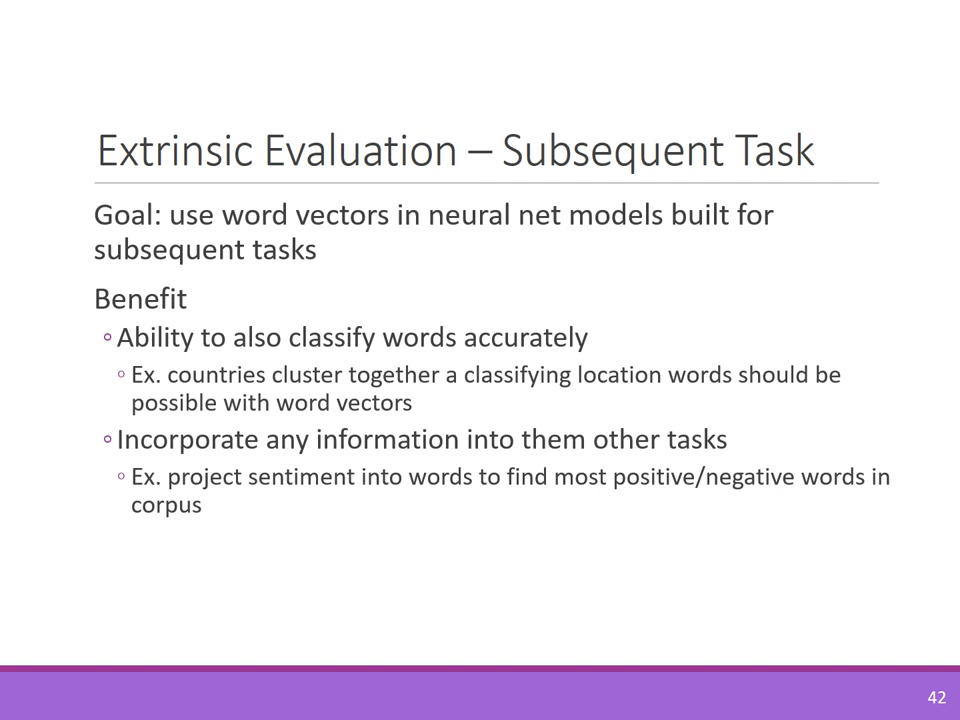 Extrinsic Evaluation – Subsequent Task
Goal: use word vectors in neural net models built for
subsequent tasks
Benefit
◦Ability to also classify words accurately
◦Ex. countries cluster together a classifying location words should be
possible with word vectors
◦Incorporate any information into them other tasks
◦Ex. project sentiment into words to find most positive/negative words in
corpus
42